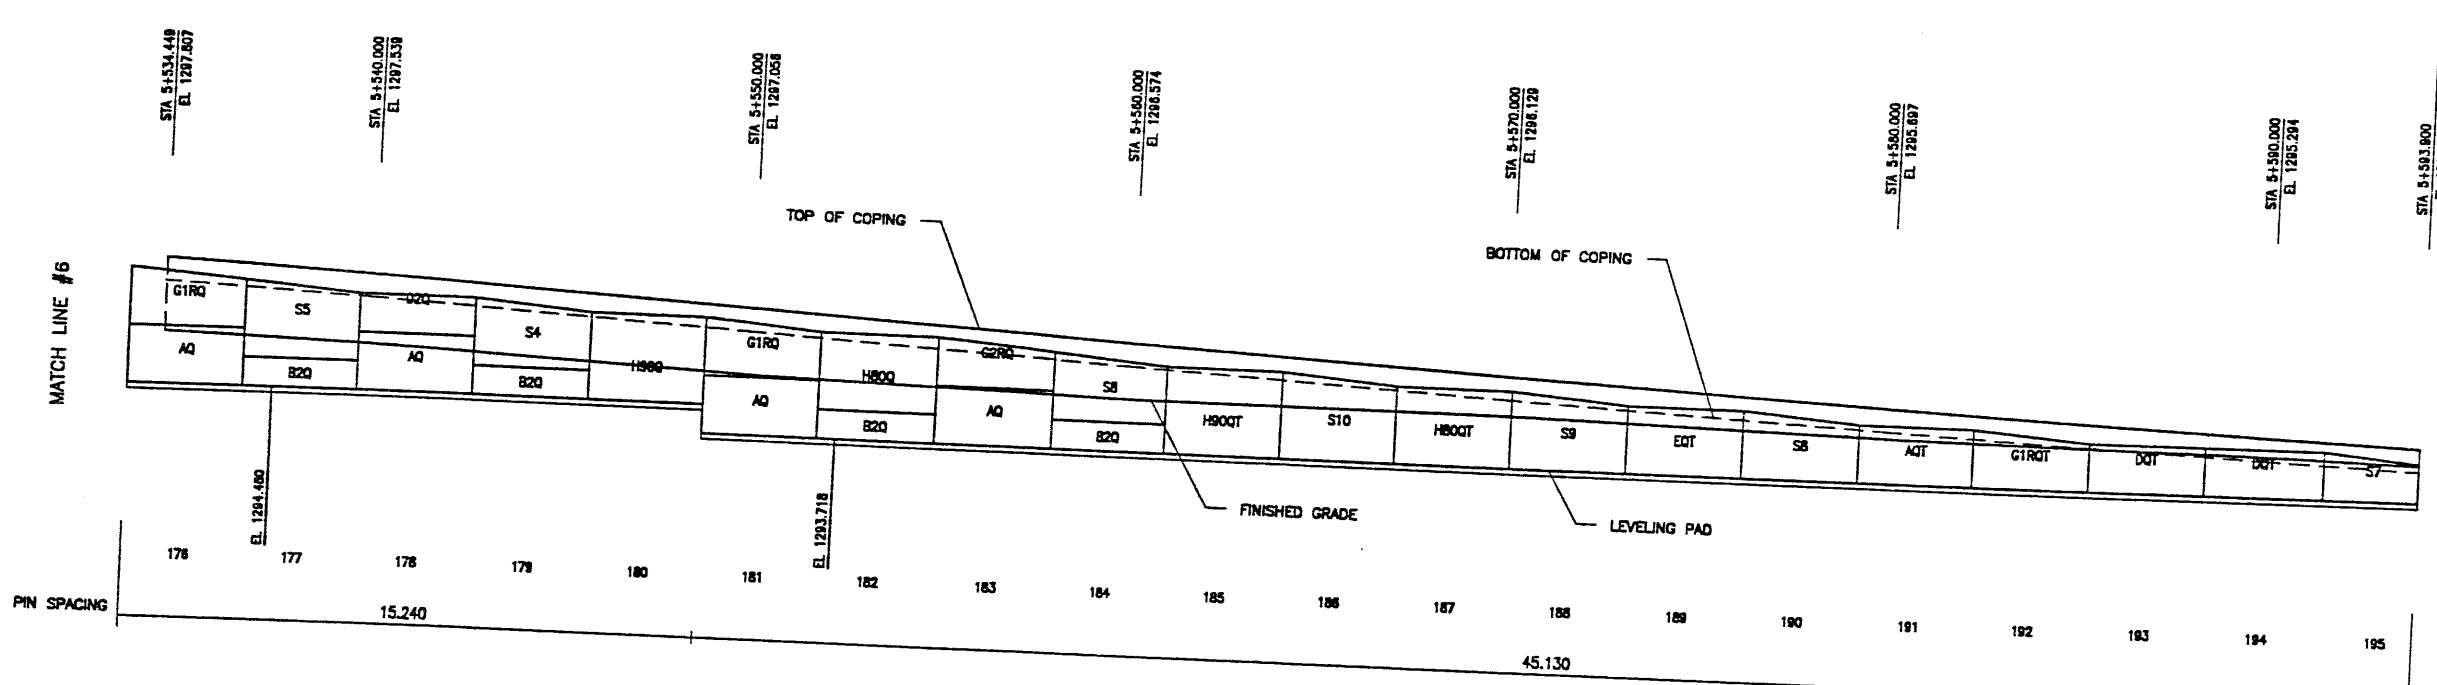 STA 5+534.449
EL 1297.807
STA 5+540.000
EL 1297.539
STA 5+550.000
EL 1297.056
STA 5+560.000
EL 1296.574
STA 5+570.000
EL 1296.129
STA 5+580.000
EL 1295.697
STA 5+590.000
EL 1295.294
STA 5+593.900
TOP OF COPING
BOTTOM OF COPING
MATCH LINE #6
G1RQ
S5
G2Q
S4
H98Q
G1RQ
H80Q
G2RQ
S8
AQ
B2Q
AQ
B2Q
AQ
B2Q
AQ
B2Q
H90QT
S10
H80QT
S9
EQT
S8
AQT
G1RQT
DQT
DQT
S7
FINISHED GRADE
LEVELING PAD
EL 1294.480
EL 1293.718
176 177 178 179 180 181 182 183 184 185 186 187 188 189 190 191 192 193 194 195
PIN SPACING
15.240
45.130